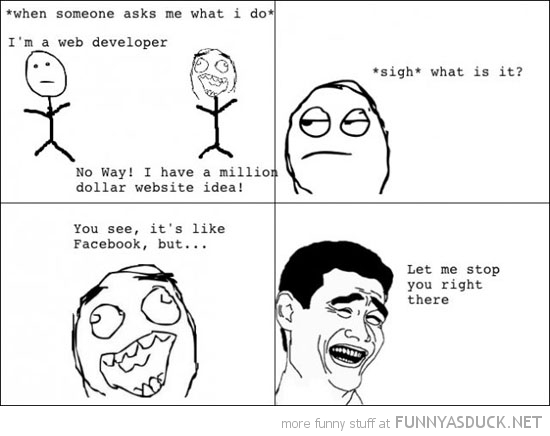 *when someone asks me what i do*
I'm a web developer
No Way! I have a million
dollar website idea!
*sigh* what is it?
You see, it's like
Facebook, but...
Let me stop
you right
there
more funny stuff at FUNNYASDUCK.NET